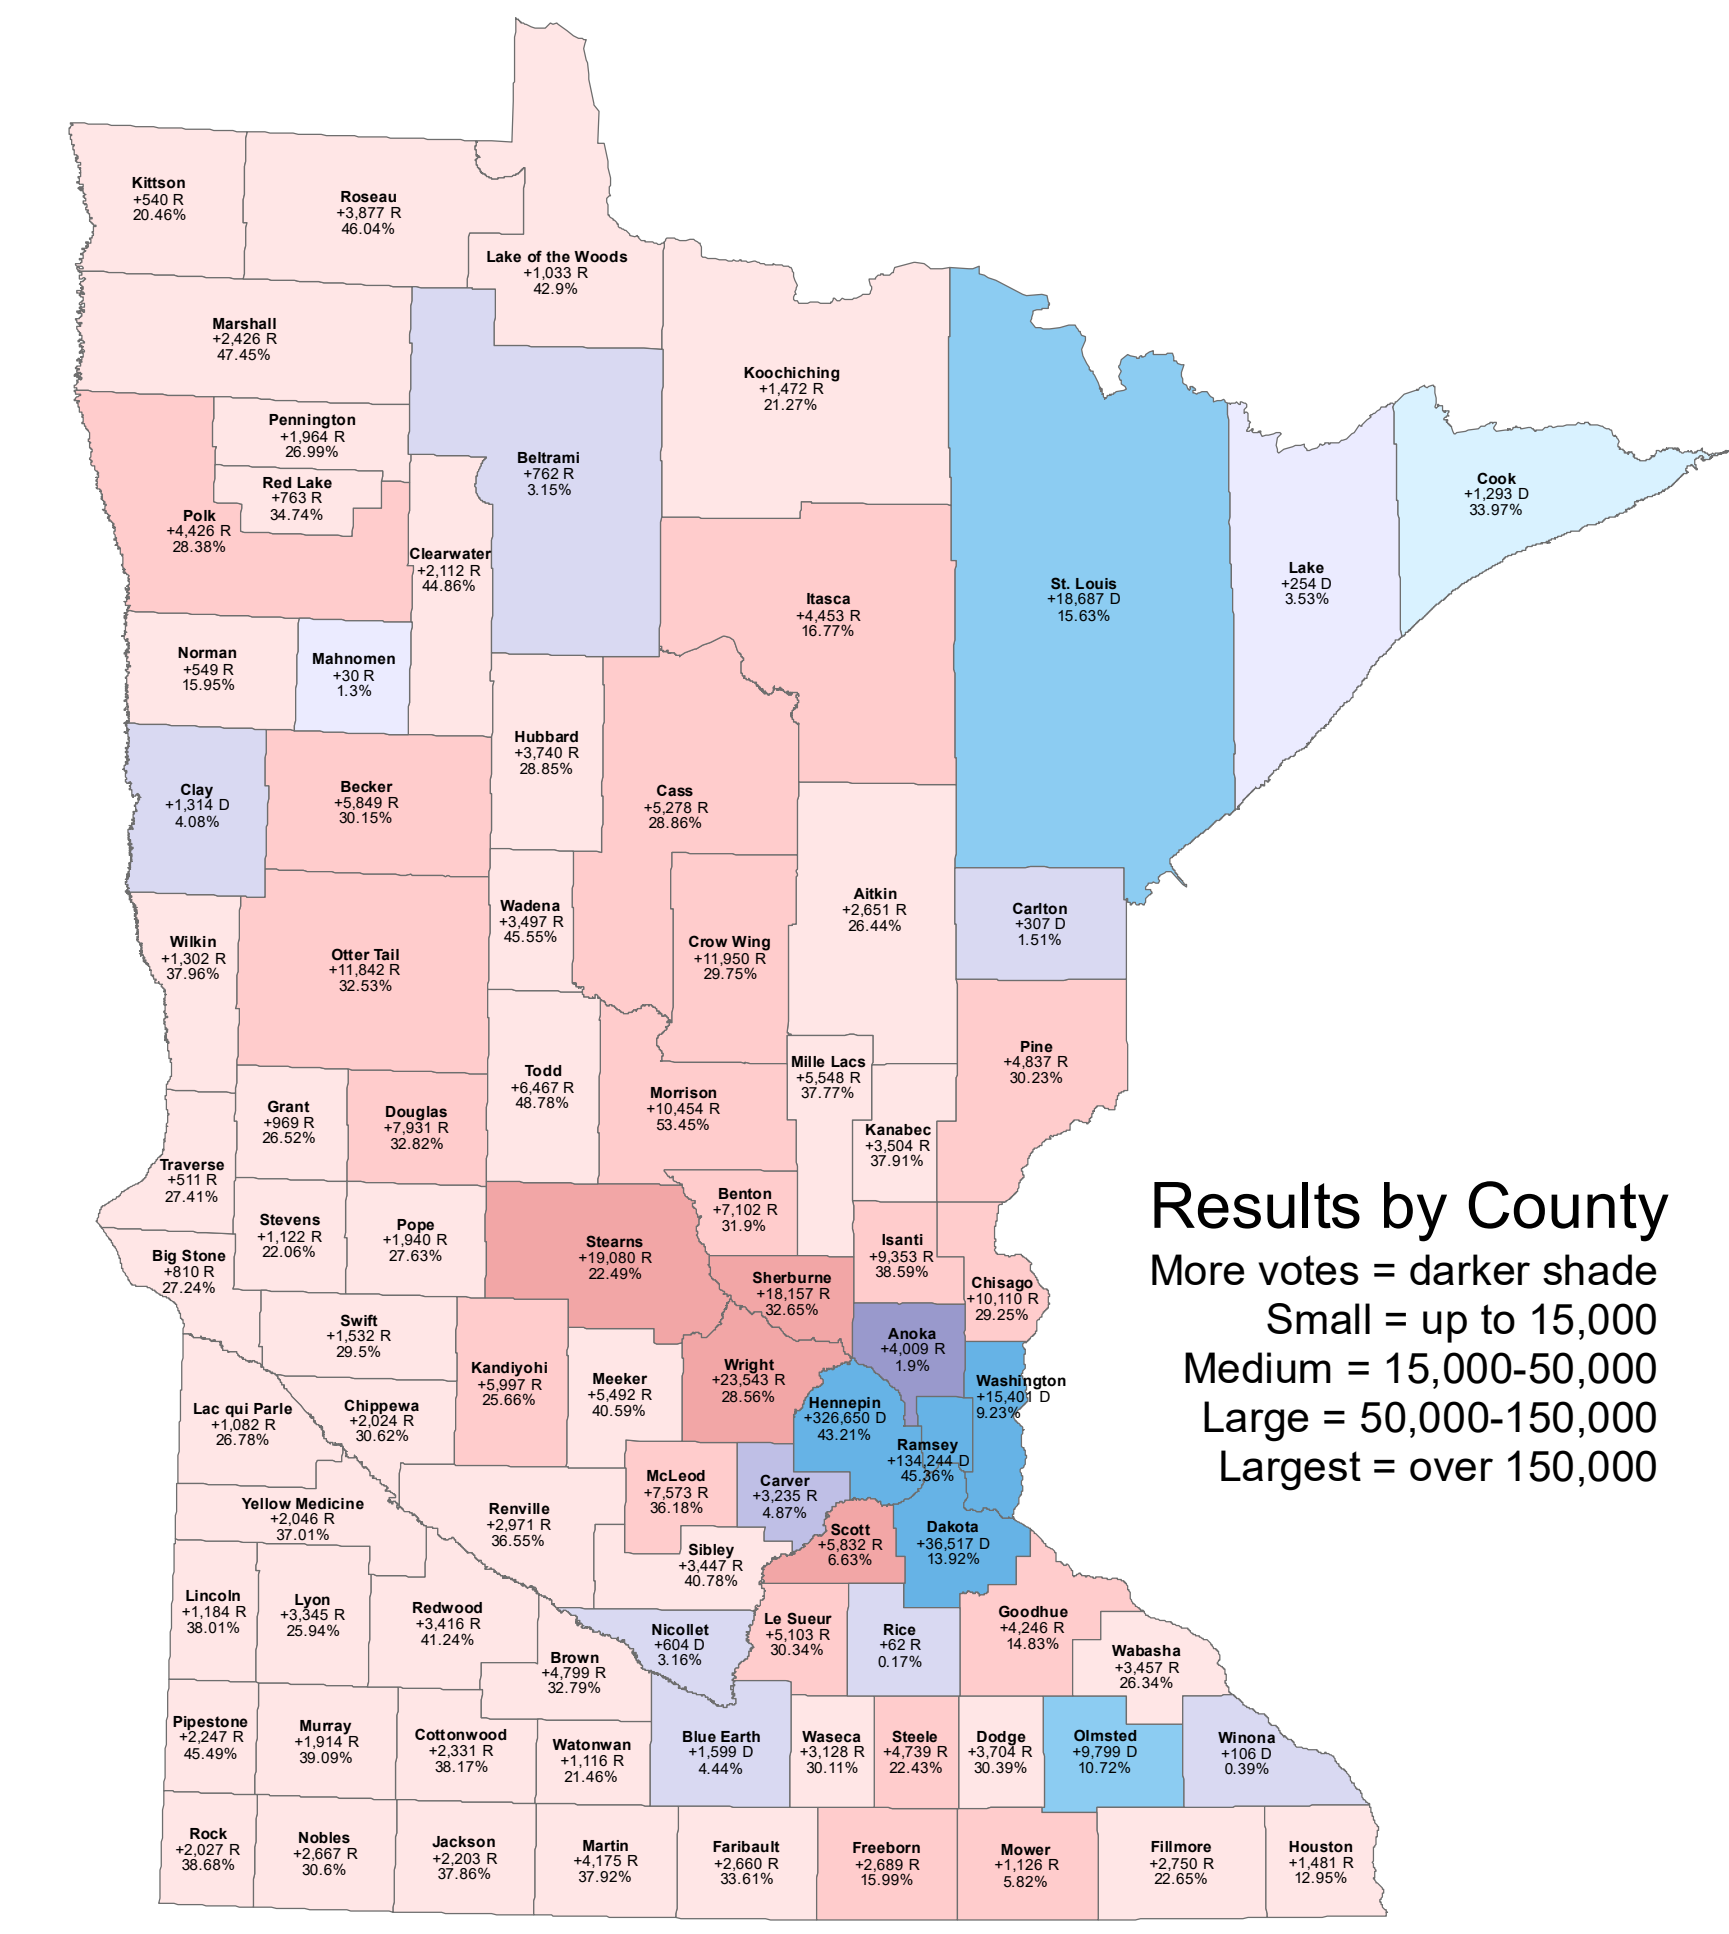 Kittson
+540 R
20.46%
Roseau
+3,877 R
46.04%
Lake of the Woods
+1,033 R
42.9%
Marshall
+2,426 R
47.45%
Koochiching
+1,472 R
21.27%
Pennington
+1,964 R
26.99%
Beltrami
+762 R
3.15%
Red Lake
+763 R
34.74%
Cook
+1,293 D
33.97%
Polk
+4,426 R
28.38%
Clearwater
+2,112 R
44.86%
Lake
+254 D
3.53%
St. Louis
+18,687 D
15.63%
Itasca
+4,453 R
16.77%
Norman
+549 R
15.95%
Mahnomen
+30 R
1.3%
Hubbard
+3,740 R
28.85%
Clay
+1,314 D
4.08%
Becker
+5,849 R
30.15%
Cass
+5,278 R
28.86%
Aitkin
+2,651 R
26.44%
Wadena
+3,497 R
45.55%
Carlton
+307 D
1.51%
Wilkin
+1,302 R
37.96%
Otter Tail
+11,842 R
32.53%
Crow Wing
+11,950 R
29.75%
Pine
+4,837 R
30.23%
Mille Lacs
+5,548 R
37.77%
Todd
+6,467 R
48.78%
Morrison
+10,454 R
53.45%
Grant
+969 R
26.52%
Douglas
+7,931 R
32.82%
Kanabec
+3,504 R
37.91%
Traverse
+511 R
27.41%
Benton
+7,102 R
31.9%
Stevens
+1,122 R
22.06%
Pope
+1,940 R
27.63%
Stearns
+19,080 R
22.49%
Isanti
+9,353 R
38.59%
Big Stone
+810 R
27.24%
Sherburne
+18,157 R
32.65%
Chisago
+10,110 R
29.25%
Results by County
More votes = darker shade
Small = up to 15,000
Medium = 15,000-50,000
Large = 50,000-150,000
Largest = over 150,000
Swift
+1,532 R
29.5%
Anoka
+4,009 R
1.9%
Kandiyohi
+5,997 R
25.66%
Wright
+23,543 R
28.56%
Meeker
+5,492 R
40.59%
Washington
+15,401 D
9.23%
Hennepin
+326,650 D
43.21%
Lac qui Parle
+1,082 R
26.78%
Chippewa
+2,024 R
30.62%
Ramsey
+134,244 D
45.36%
McLeod
+7,573 R
36.18%
Carver
+3,235 R
4.87%
Yellow Medicine
+2,046 R
37.01%
Renville
+2,971 R
36.55%
Scott
+5,832 R
6.63%
Dakota
+36,517 D
13.92%
Sibley
+3,447 R
40.78%
Lincoln
+1,184 R
38.01%
Lyon
+3,345 R
25.94%
Redwood
+3,416 R
41.24%
Le Sueur
+5,103 R
30.34%
Goodhue
+4,246 R
14.83%
Nicollet
+604 D
3.16%
Rice
+62 R
0.17%
Wabasha
+3,457 R
26.34%
Brown
+4,799 R
32.79%
Pipestone
+2,247 R
45.49%
Murray
+1,914 R
39.09%
Cottonwood
+2,331 R
38.17%
Watonwan
+1,116 R
21.46%
Blue Earth
+1,599 D
4.44%
Waseca
+3,128 R
30.11%
Steele
+4,739 R
22.43%
Dodge
+3,704 R
30.39%
Olmsted
+9,799 D
10.72%
Winona
+106 D
0.39%
Rock
+2,027 R
38.68%
Nobles
+2,667 R
30.6%
Jackson
+2,203 R
37.86%
Martin
+4,175 R
37.92%
Faribault
+2,660 R
33.61%
Freeborn
+2,689 R
15.99%
Mower
+1,126 R
5.82%
Fillmore
+2,750 R
22.65%
Houston
+1,481 R
12.95%